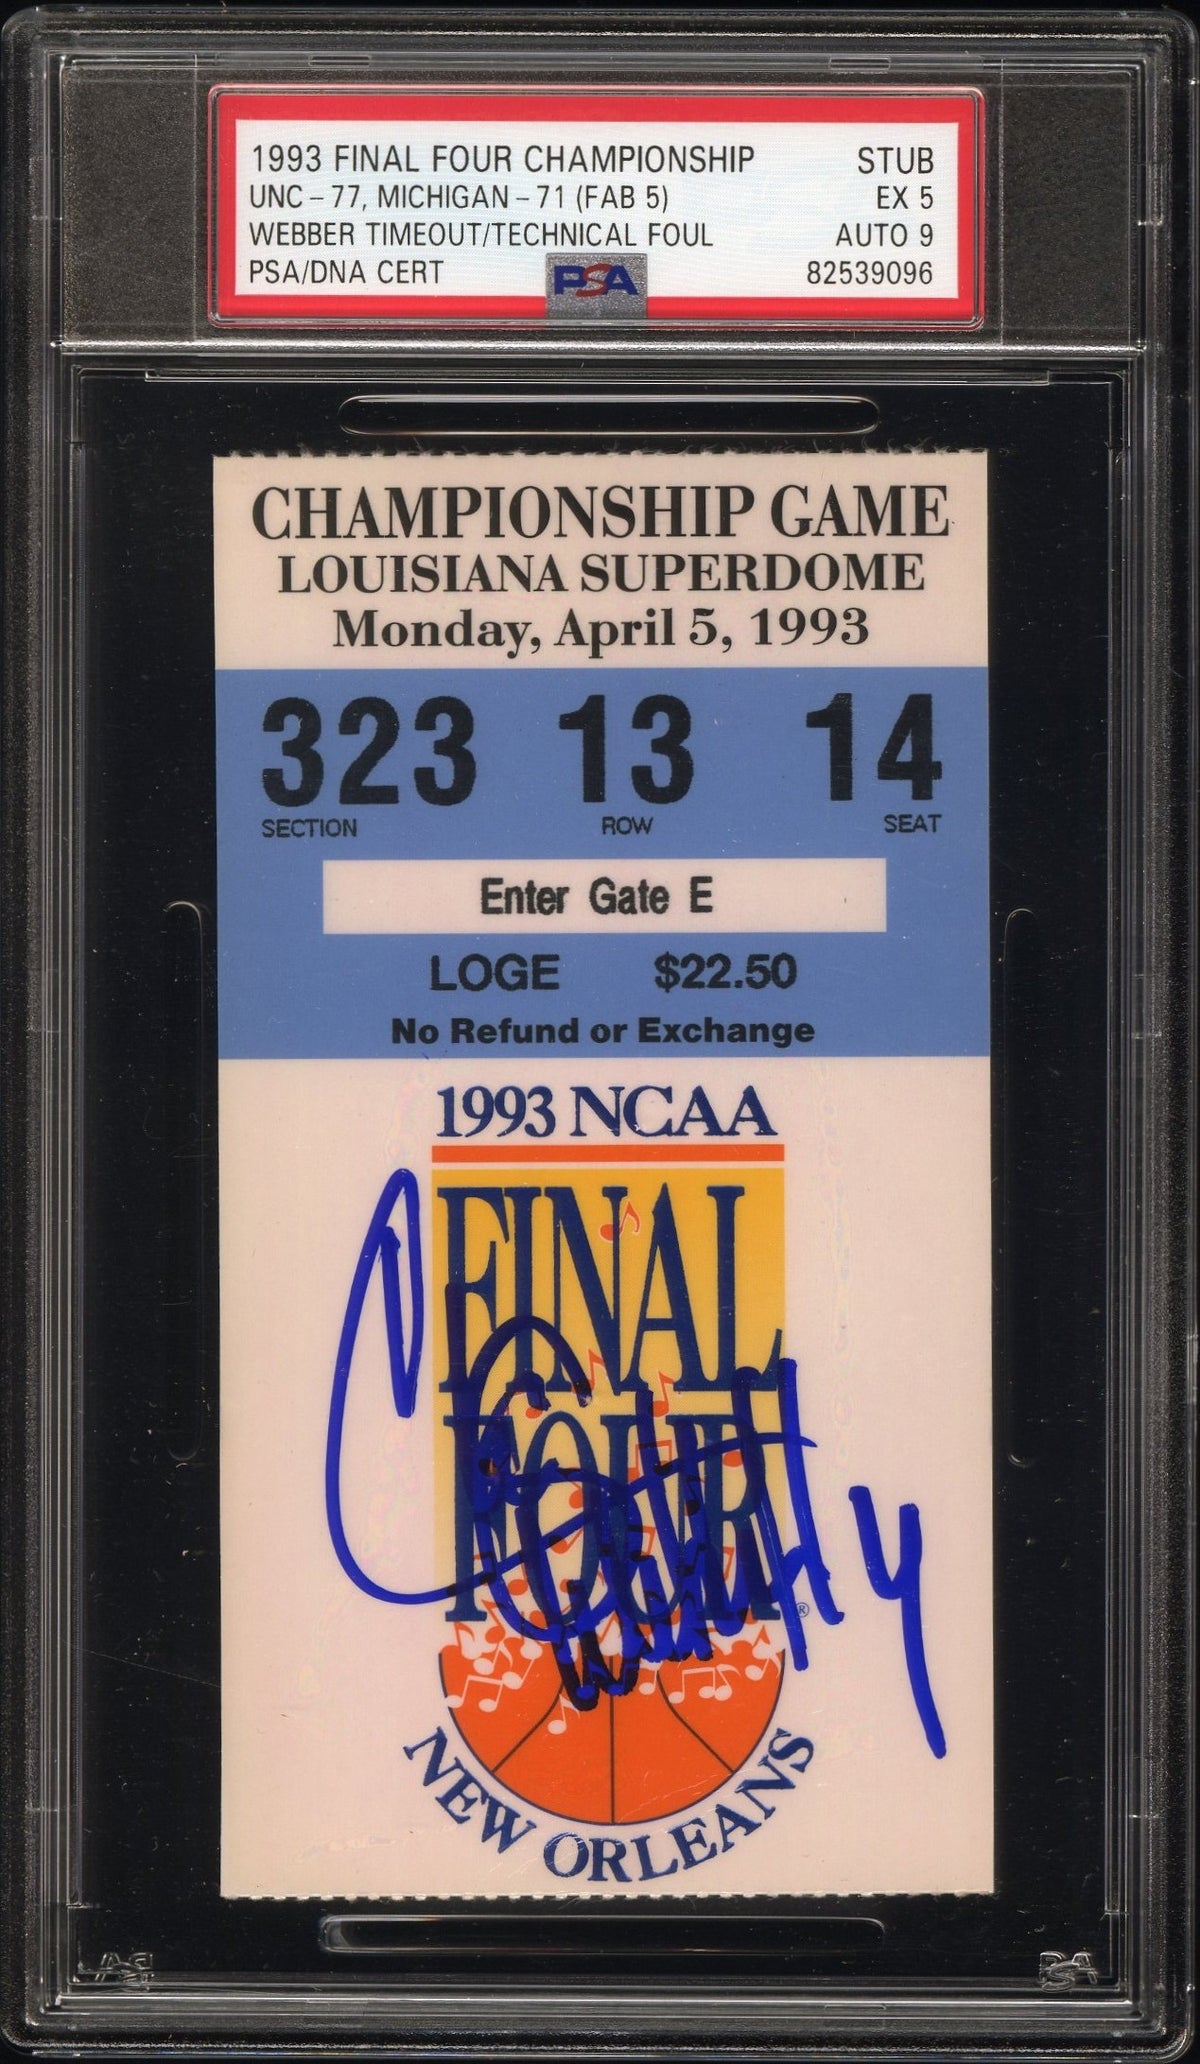 1993 FINAL FOUR CHAMPIONSHIP STUB
UNC - 77, MICHIGAN - 71 (FAB 5) EX 5
WEBBER TIMEOUT/TECHNICAL FOUL AUTO 9
PSA/DNA CERT 82539096
PSA
CHAMPIONSHIP GAME
LOUISIANA SUPERDOME
Monday, April 5, 1993
323 13 14
SECTION ROW SEAT
Enter Gate E
LOGE $22.50
No Refund or Exchange
1993 NCAA
FINAL
FOUR
®
4
NEW ORLEANS
PSA